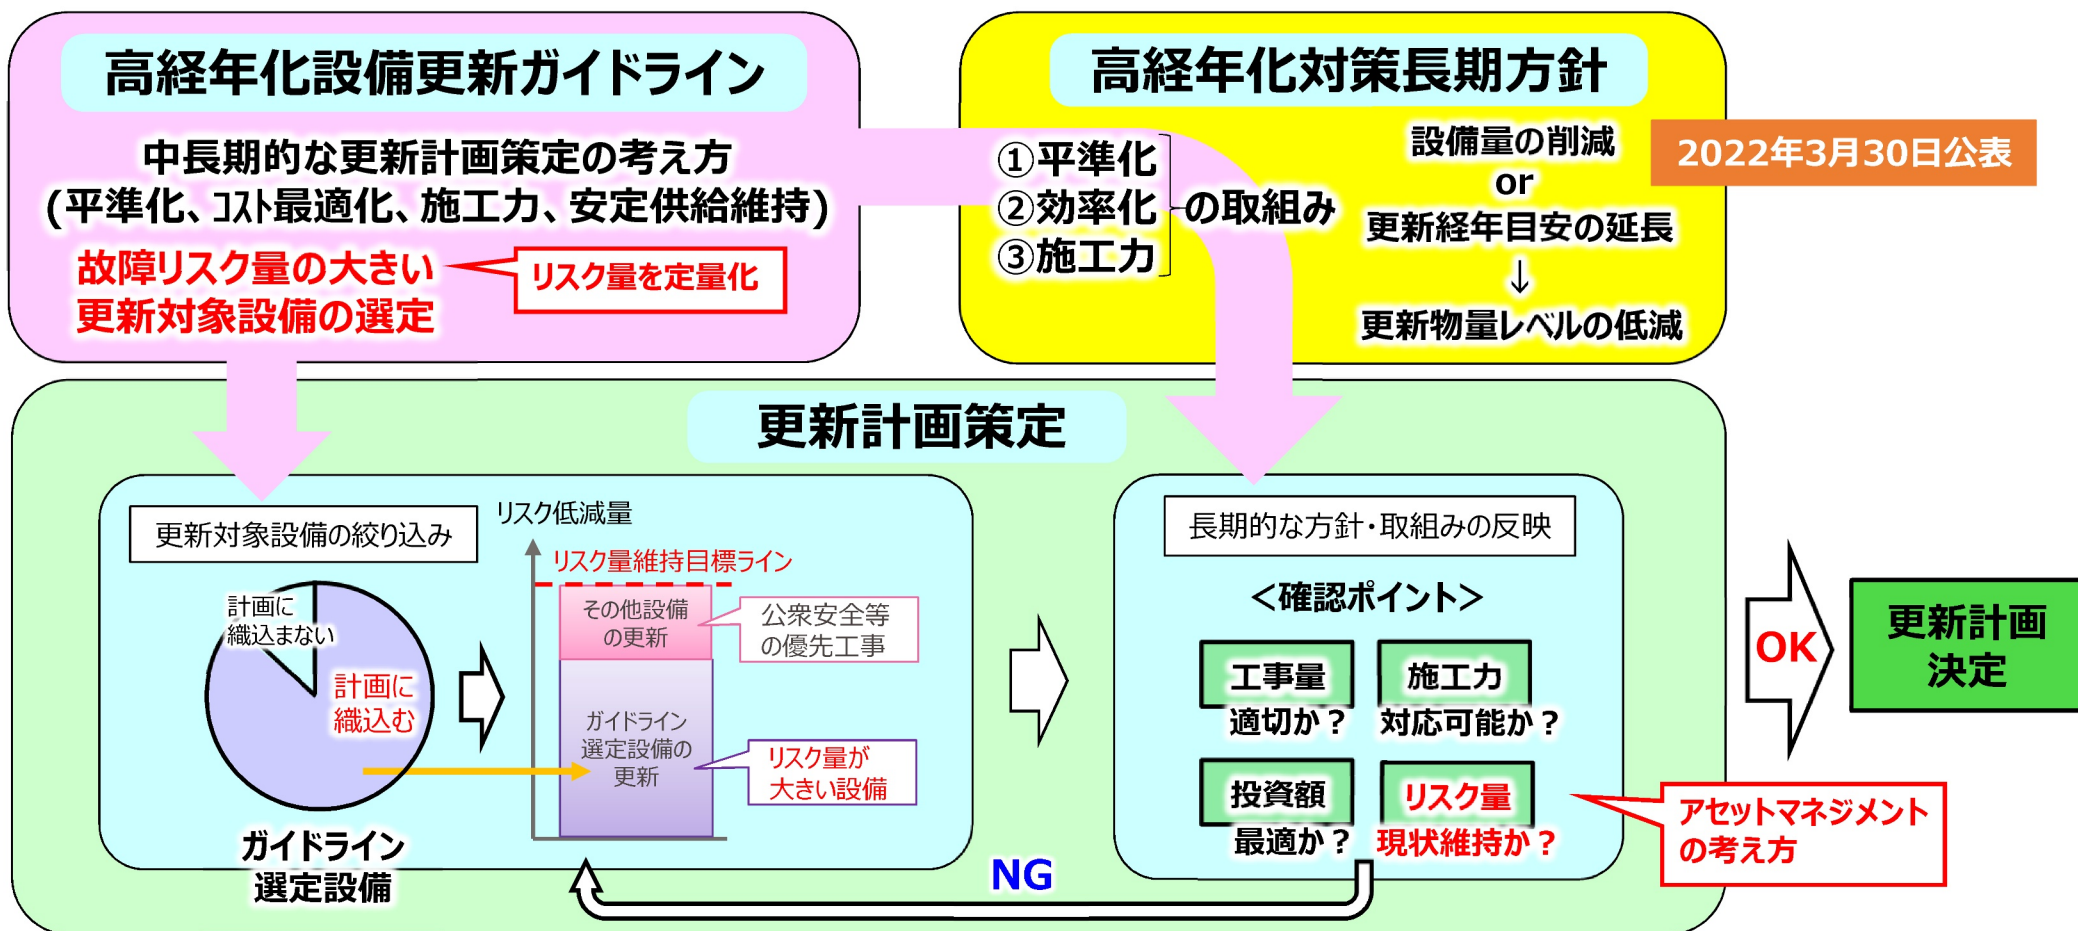 高経年化設備更新ガイドライン
中長期的な更新計画策定の考え方
(平準化、コスト最適化、施工力、安定供給維持)
故障リスク量の大きい
更新対象設備の選定
リスク量を定量化
高経年化対策長期方針
①平準化
②効率化
③施工力
の取組み
設備量の削減
or
更新経年目安の延長
↓
更新物量レベルの低減
2022年3月30日公表
更新計画策定
更新対象設備の絞り込み
計画に
織込まない
計画に
織込む
ガイドライン
選定設備
リスク低減量
リスク量維持目標ライン
その他設備
の更新
公衆安全等
の優先工事
ガイドライン
選定設備の
更新
リスク量が
大きい設備
長期的な方針・取組みの反映
＜確認ポイント＞
工事量
適切か？
施工力
対応可能か？
投資額
最適か？
リスク量
現状維持か？
アセットマネジメント
の考え方
NG
OK
更新計画
決定